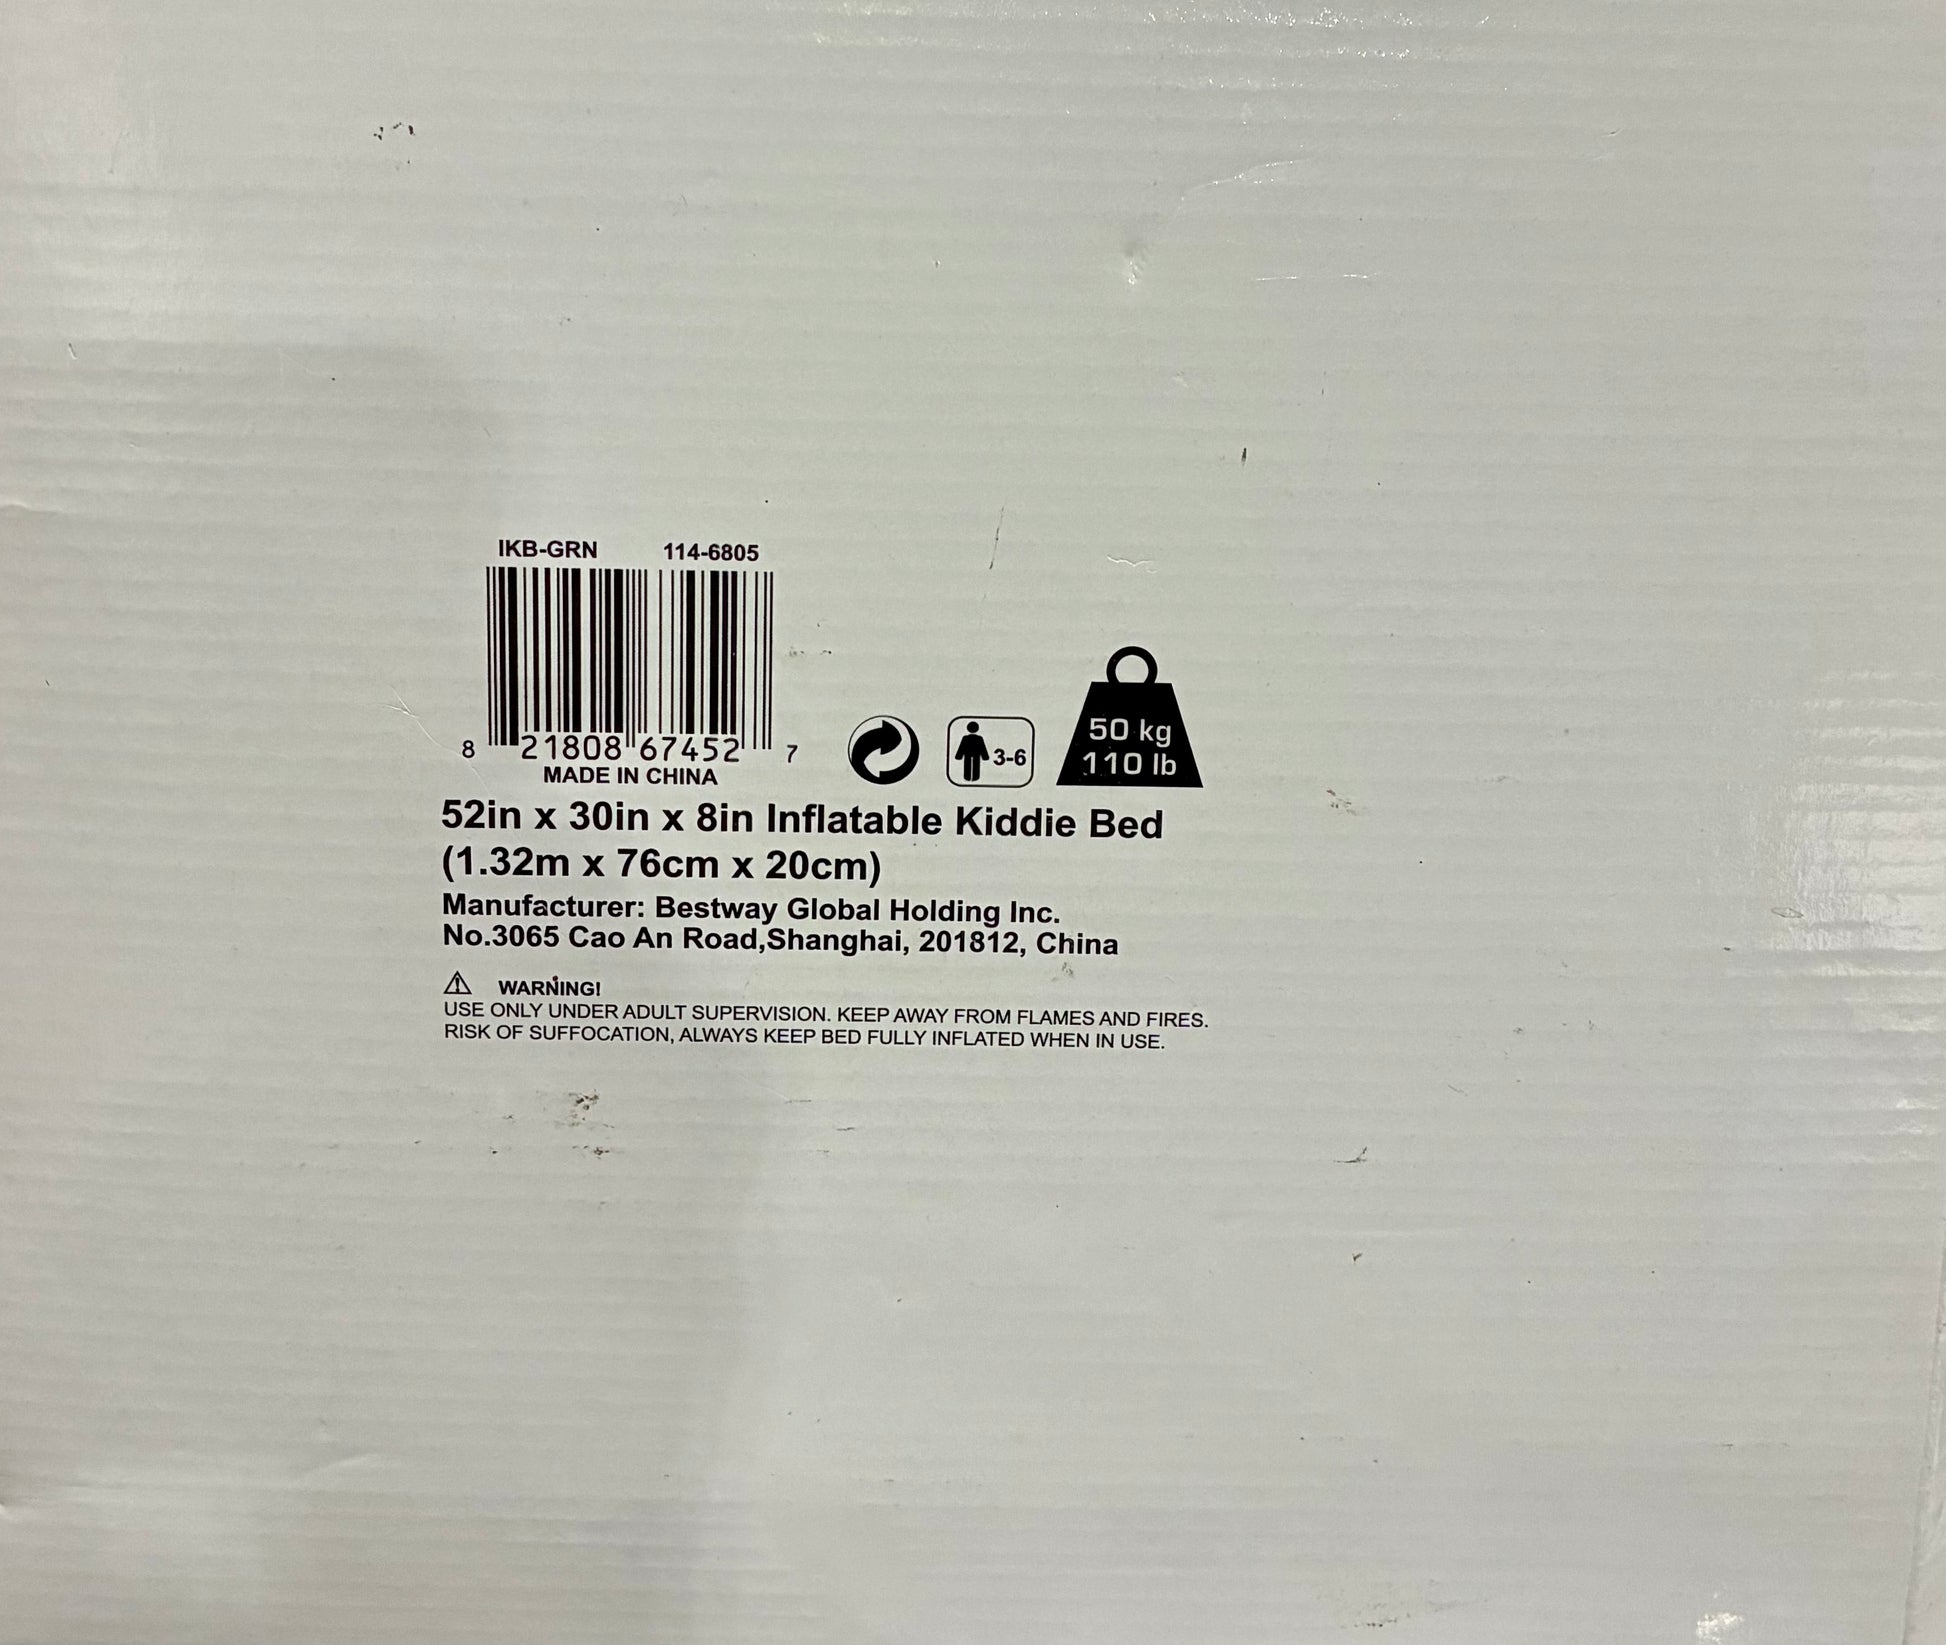 IKB-GRN 114-6805
8 21808 67452 7
MADE IN CHINA
3-6
50 kg
110 lb
52in x 30in x 8in Inflatable Kiddie Bed
(1.32m x 76cm x 20cm)
Manufacturer: Bestway Global Holding Inc.
No.3065 Cao An Road,Shanghai, 201812, China
WARNING!
USE ONLY UNDER ADULT SUPERVISION. KEEP AWAY FROM FLAMES AND FIRES.
RISK OF SUFFOCATION, ALWAYS KEEP BED FULLY INFLATED WHEN IN USE.